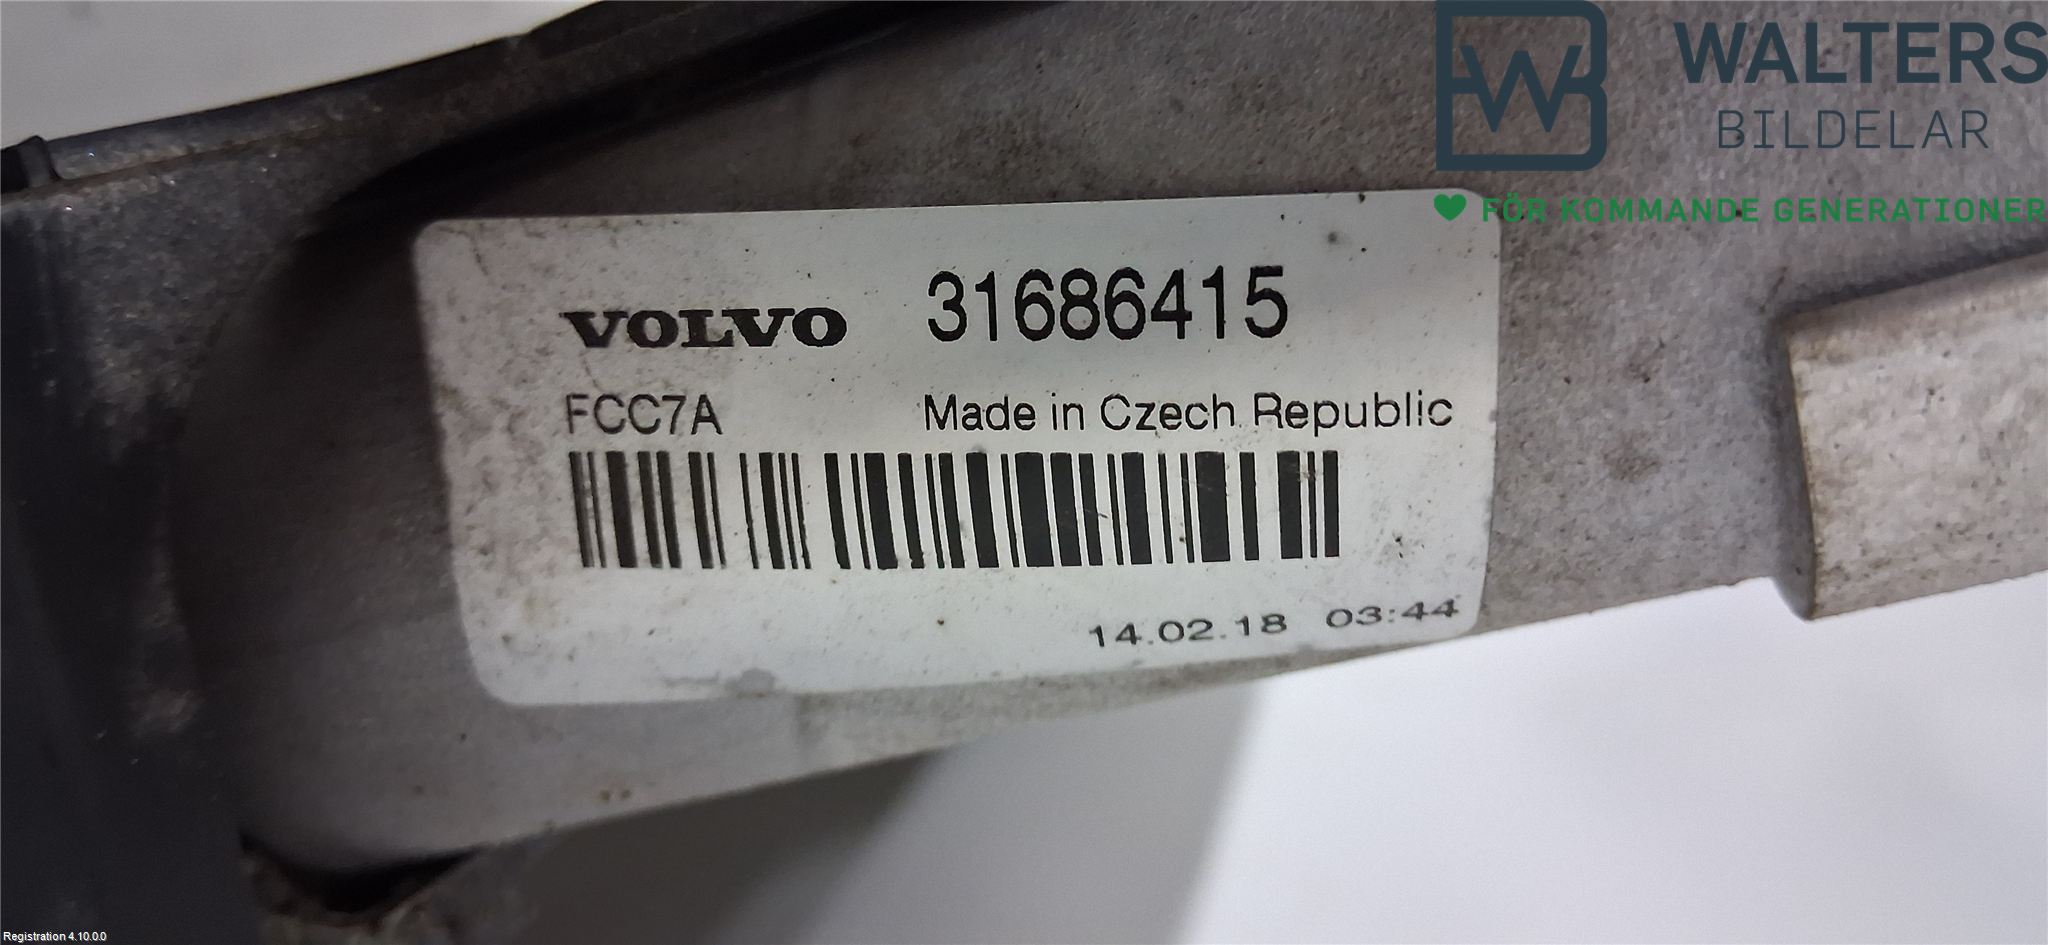 WALTERS
BILDELAR
FÖR KOMMANDE GENERATIONER
VOLVO 31686415
FCC7A Made in Czech Republic
14.02.18 03:44
Registration 4.10.0.0